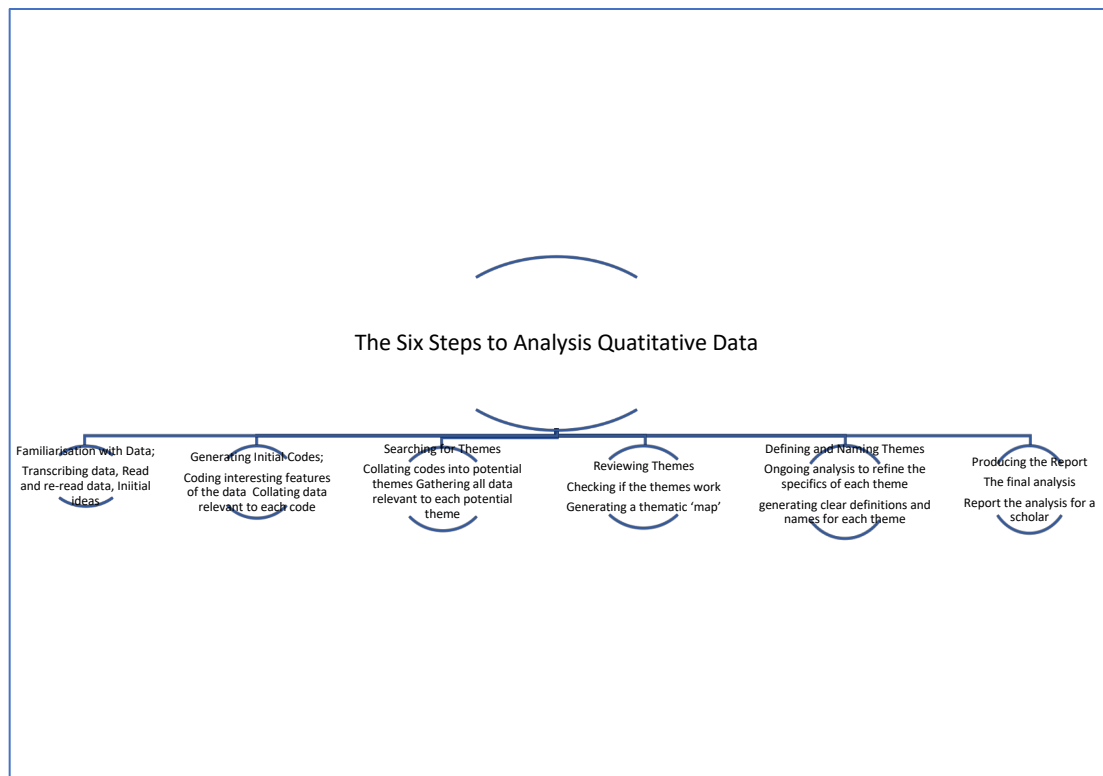 The Six Steps to Analysis Quatitative Data
Familiarisation with Data;
Transcribing data, Read
and re-read data, Iniitial
ideas
Generating Initial Codes;
Coding interesting features
of the data  Collating data
relevant to each code
Searching for Themes
Collating codes into potential
themes Gathering all data
relevant to each potential
theme
Reviewing Themes
Checking if the themes work
Generating a thematic ‘map’
Defining and Naming Themes
Ongoing analysis to refine the
specifics of each theme
generating clear definitions and
names for each theme
Producing the Report
The final analysis
Report the analysis for a
scholar